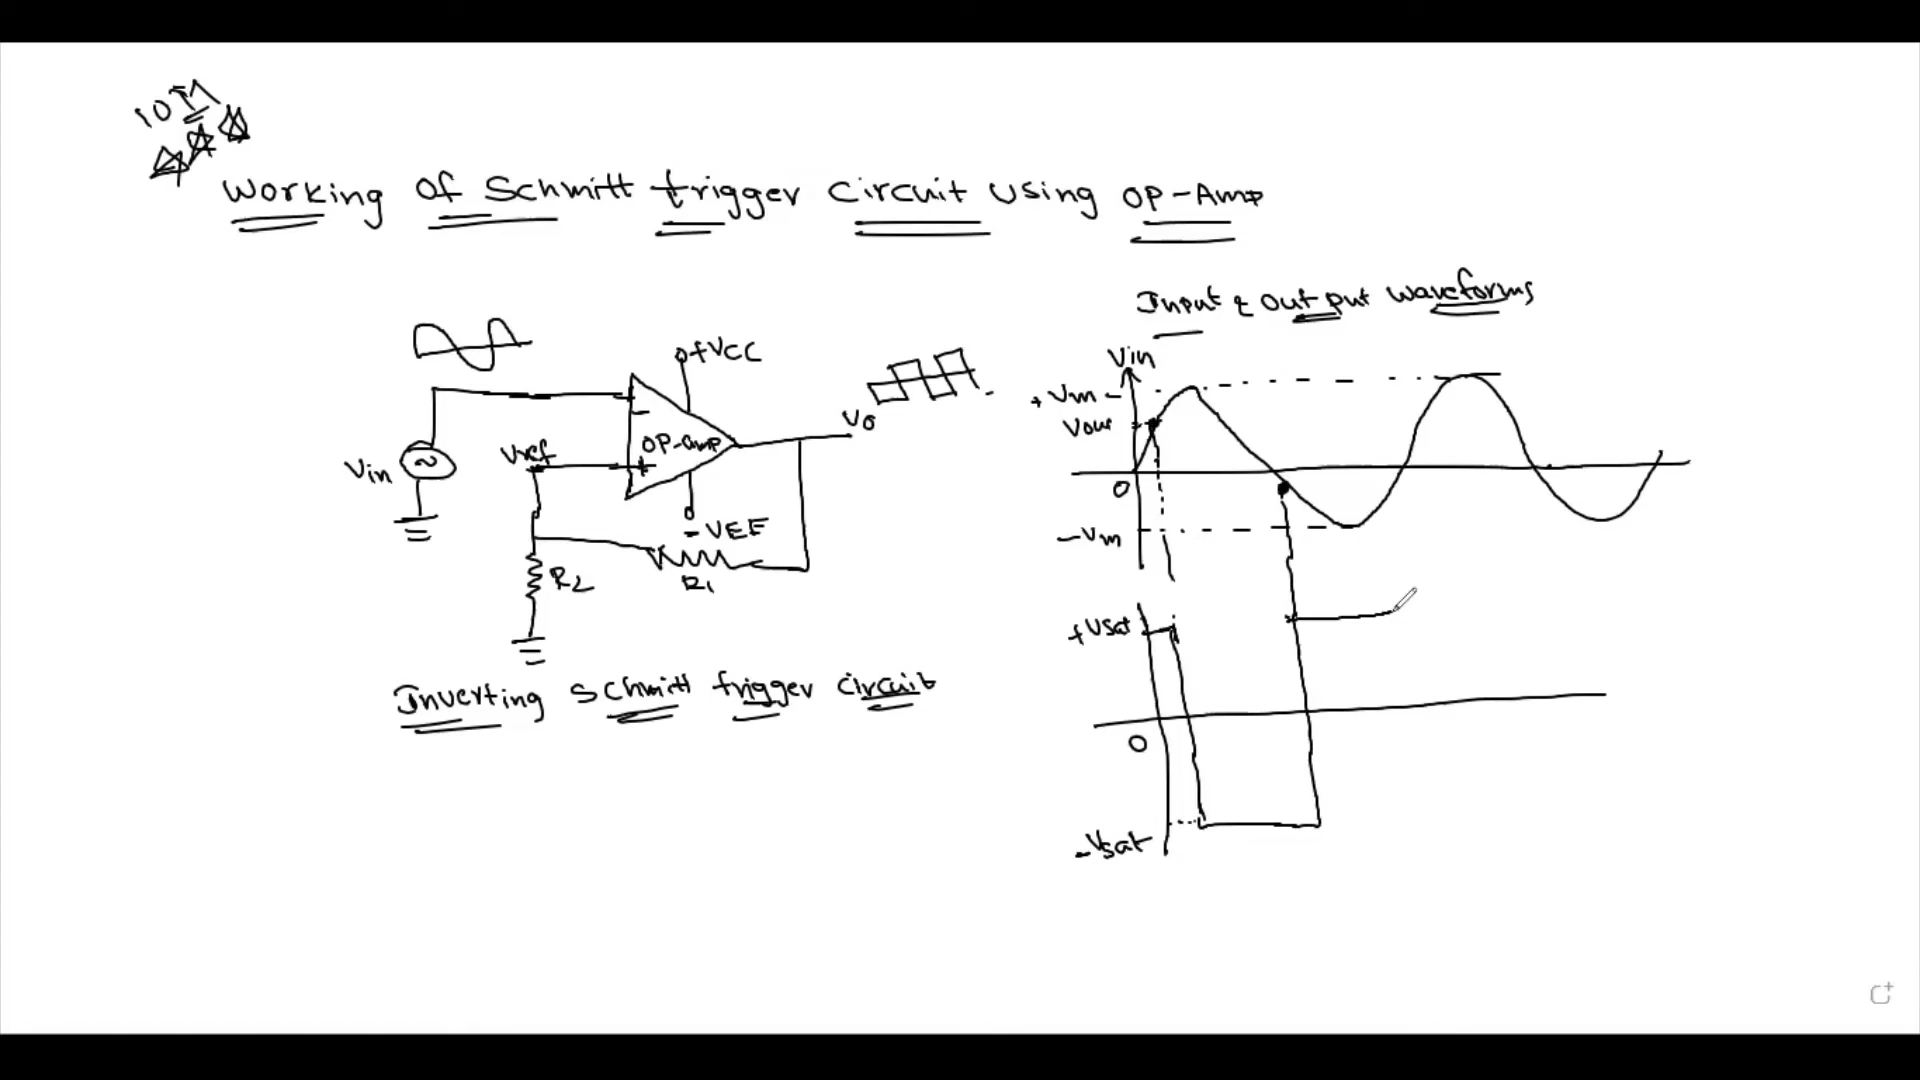 10M
Working Of Schmitt trigger Circuit Using OP-Amp
Input & Output Waveforms
+VCC
Vo
OP-amp
Vref
Vin
-VEE
R2
R1
Inverting Schmitt trigger circuit
Vin
+Vm
0
-Vm
+Vsat
0
-Vsat